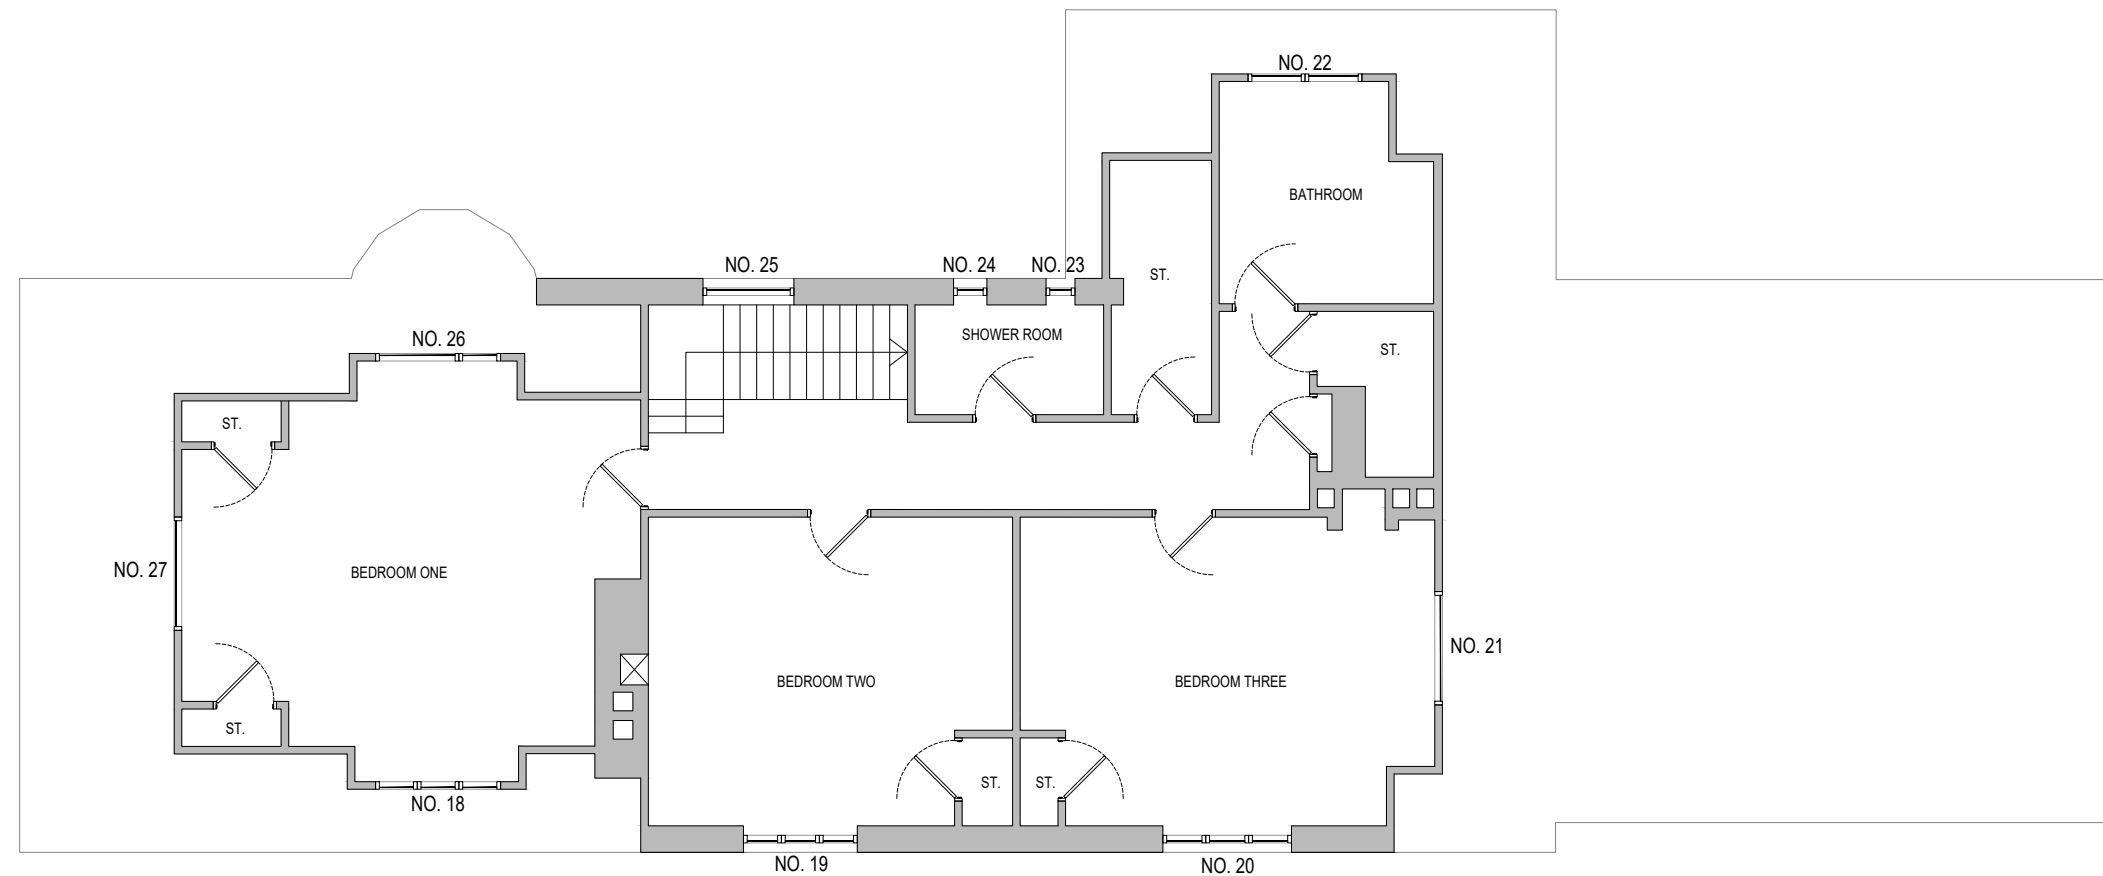 NO. 22
BATHROOM
NO. 25
NO. 24
NO. 23
ST.
SHOWER ROOM
NO. 26
ST.
ST.
NO. 27
BEDROOM ONE
NO. 21
BEDROOM TWO
BEDROOM THREE
ST.
ST.
ST.
NO. 18
NO. 19
NO. 20